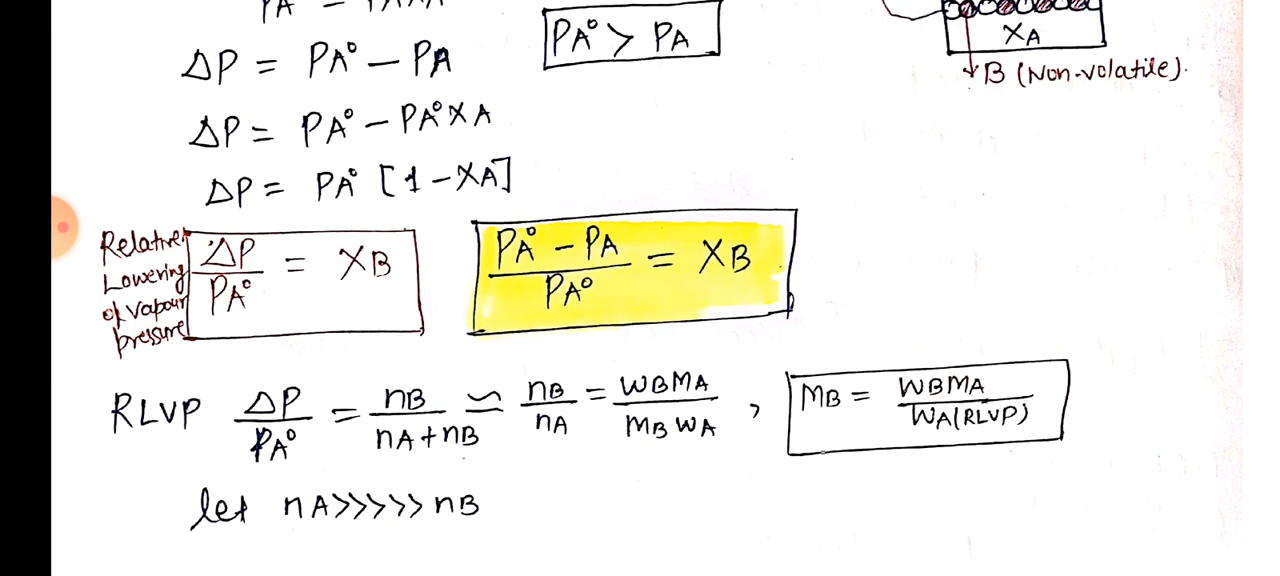 PA° > PA
XA
B (Non-volatile).
ΔP = PA° – PA
ΔP = PA° – PA°XA
ΔP = PA° [1 – XA]
Relative
Lowering
of vapour
pressure
ΔP/PA° = XB
PA° – PA/PA° = XB
RLVP ΔP/PA° = nB/nA+nB ≃ nB/nA = WBMA/MBWA , MB = WBMA/WA(RLVP)
let nA>>>>>nB